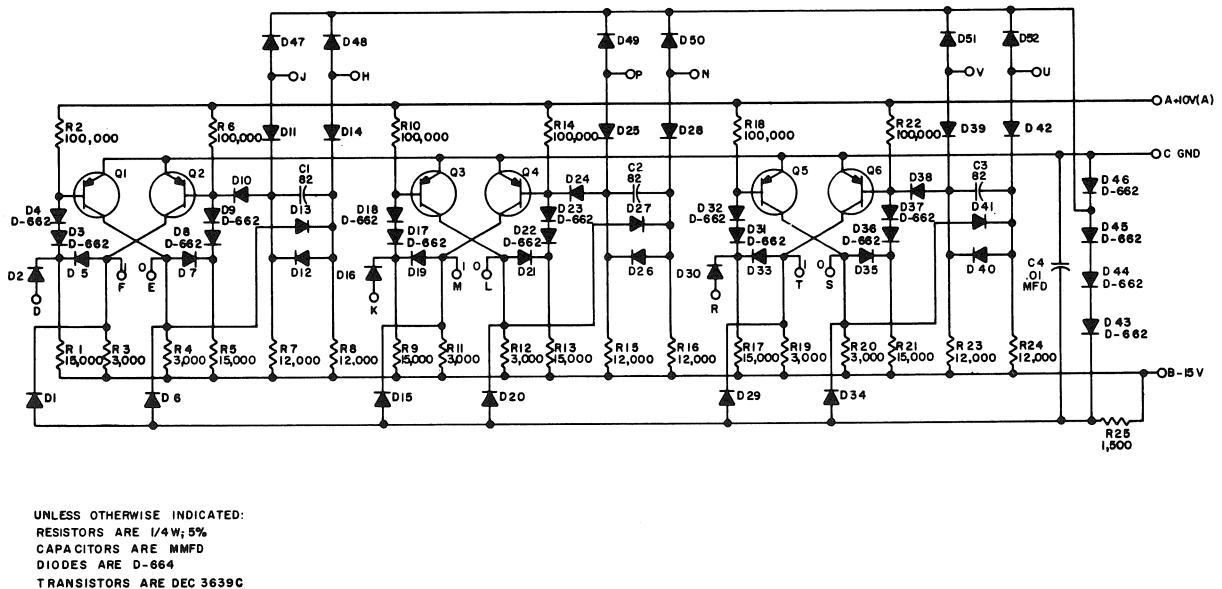 D47
D48
D49
D50
D51
D52
J
H
P
N
V
U
A+10V(A)
R2
100,000
R6
100,000
D11
D14
R10
100,000
R14
100,000
D25
D28
R18
100,000
R22
100,000
D39
D42
C GND
Q1
Q2
D10
C1
82
Q3
Q4
D24
C2
82
Q5
Q6
D38
C3
82
D46
D-662
D4
D-662
D3
D-662
D9
D-662
D8
D-662
D13
D12
D16
D18
D-662
D17
D-662
D23
D-662
D22
D-662
D27
D26
D30
D32
D-662
D31
D-662
D37
D-662
D36
D-662
D41
D40
D45
D-662
D2
D5
1
0
D7
D19
1
0
D21
D33
1
0
D35
D
F
E
K
M
L
R
T
S
C4
.01
MFD
D44
D-662
D43
D-662
R1
15,000
R3
3,000
R4
3,000
R5
15,000
R7
12,000
R8
12,000
R9
15,000
R11
3,000
R12
3,000
R13
15,000
R15
12,000
R16
12,000
R17
15,000
R19
3,000
R20
3,000
R21
15,000
R23
12,000
R24
12,000
B-15V
D1
D6
D15
D20
D29
D34
R25
1,500
UNLESS OTHERWISE INDICATED:
RESISTORS ARE 1/4W; 5%
CAPACITORS ARE MMFD
DIODES ARE D-664
TRANSISTORS ARE DEC 3639C